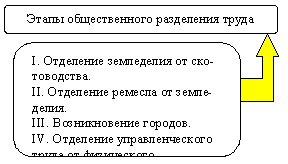 Этапы общественного разделения труда
I. Отделение земледелия от ско-
товодства.
II. Отделение ремесла от земле-
делия.
III. Возникновение городов.
IV. Отделение управленческого
труда от физического